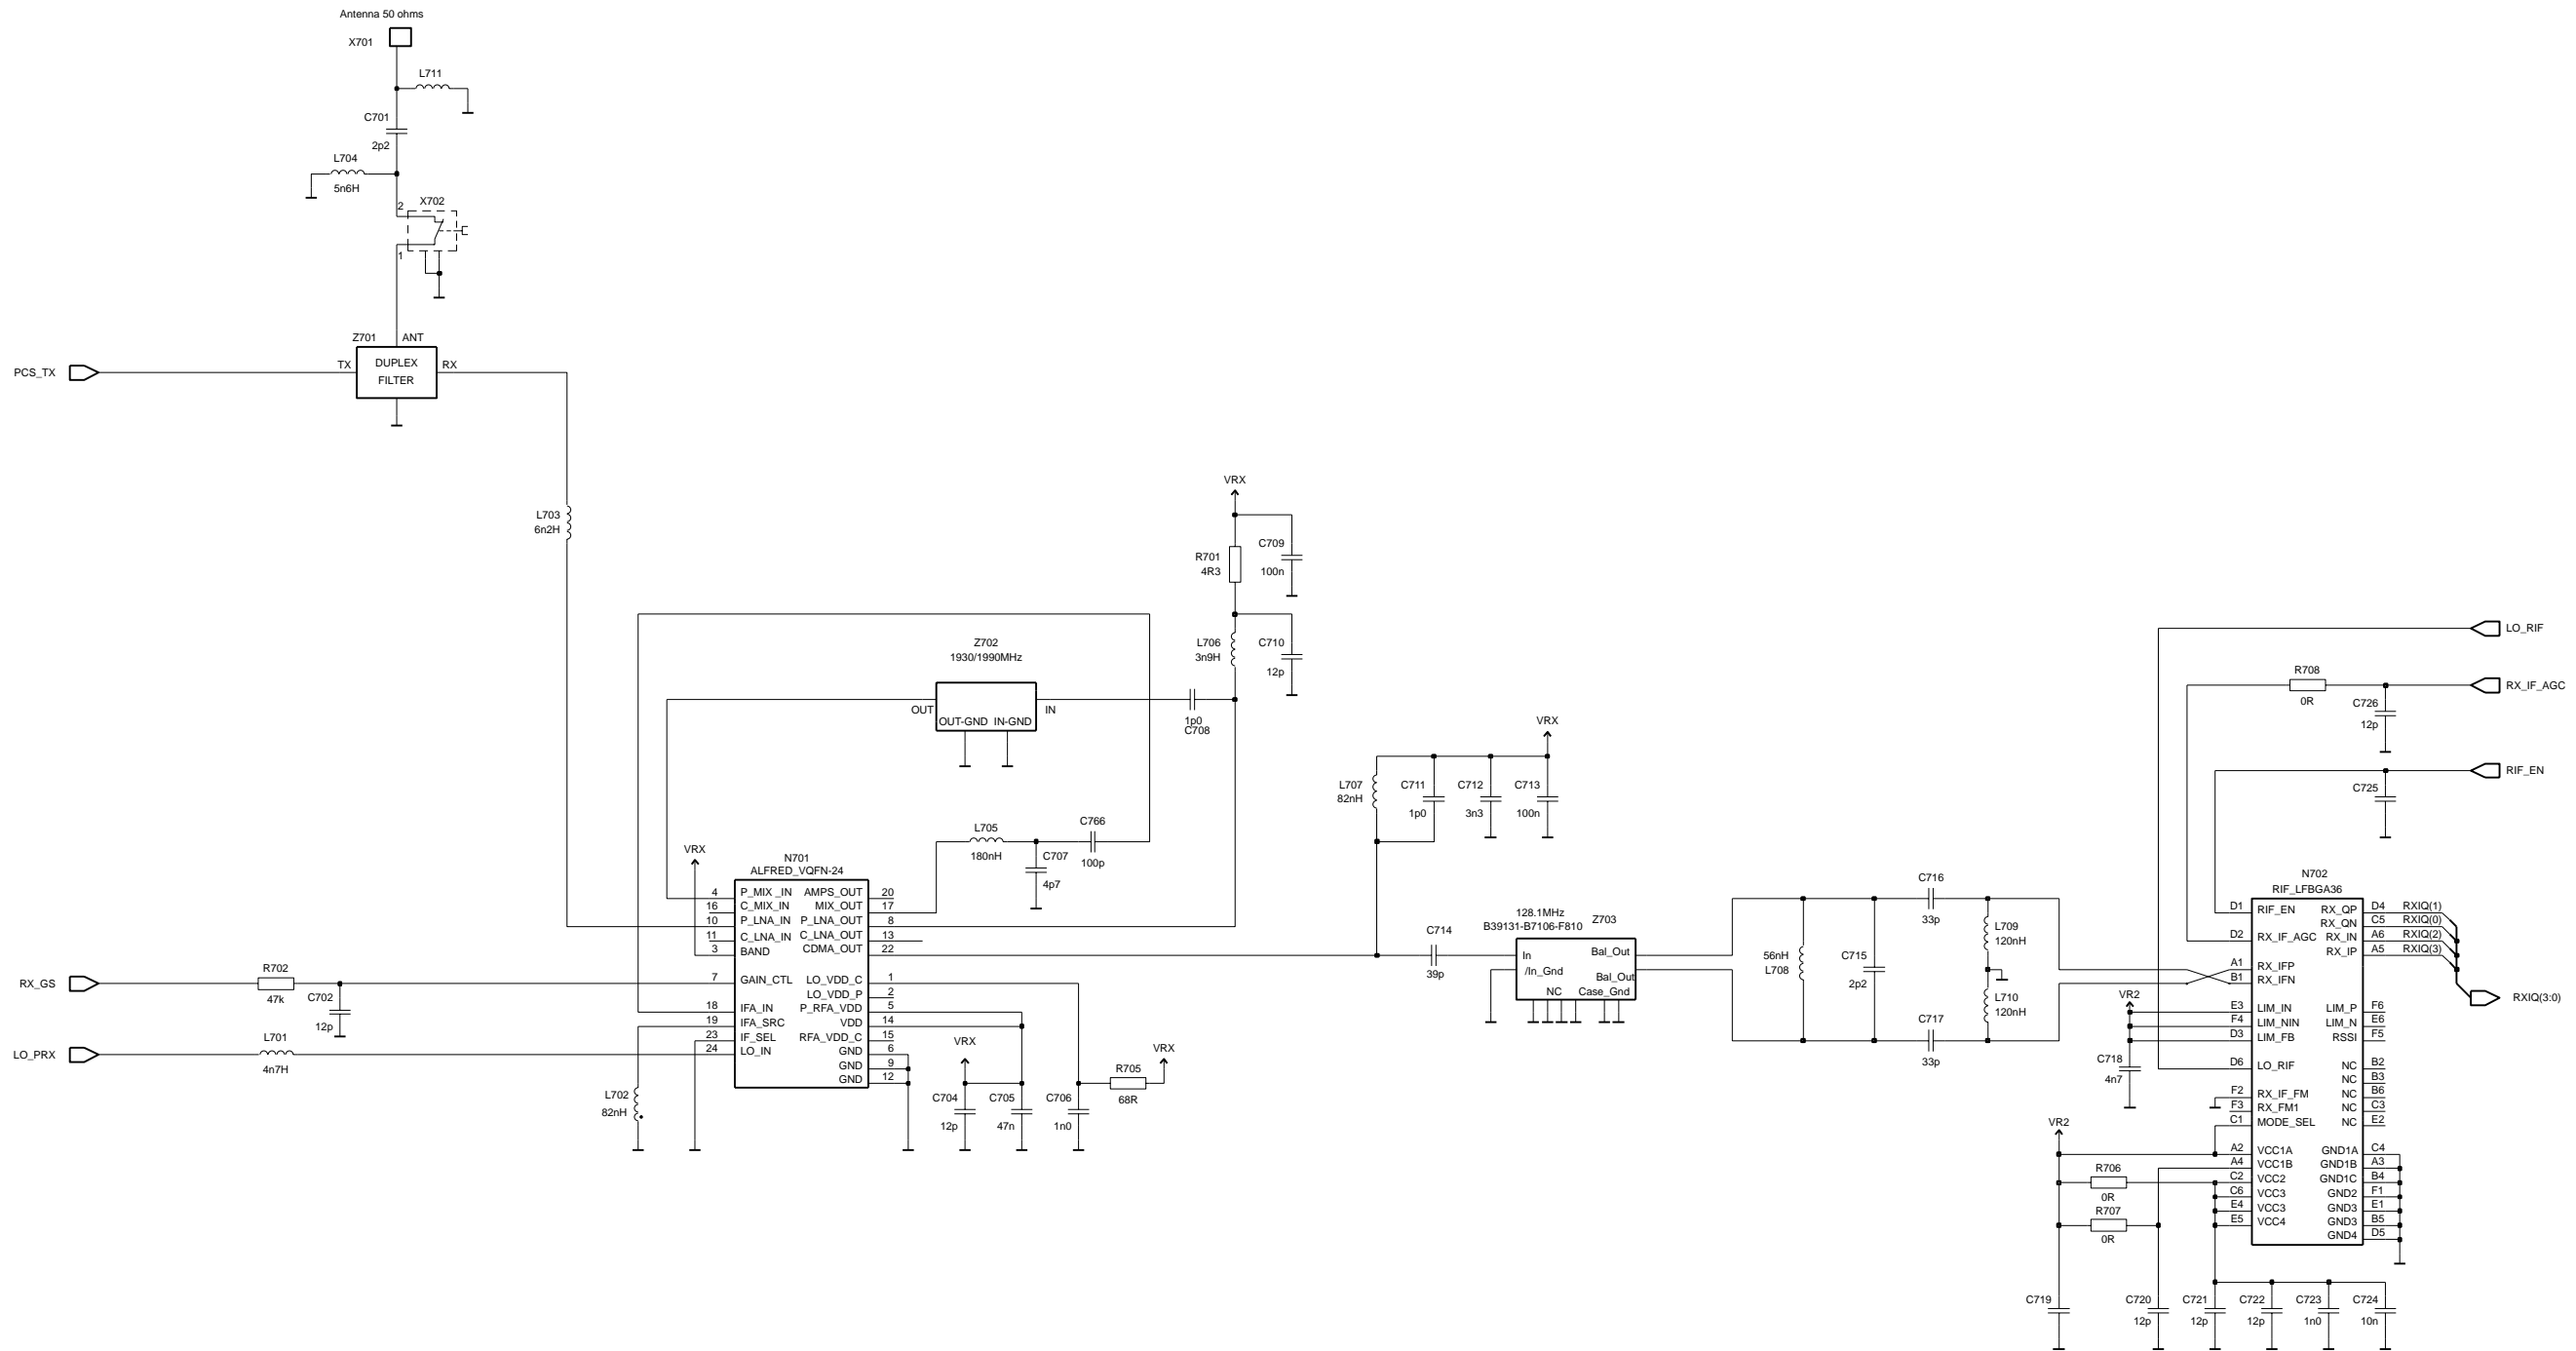 Antenna 50 ohms
X701
L711
C701
2p2
L704
5n6H
X702
2
1
Z701
ANT
PCS_TX
TX
DUPLEX
FILTER
RX
L703
6n2H
VRX
R701
4R3
C709
100n
L706
3n9H
C710
12p
Z702
1930/1990MHz
OUT
OUT-GND
IN-GND
IN
1p0
C708
L705
180nH
C707
4p7
C766
100p
VRX
L707
82nH
C711
1p0
C712
3n3
C713
100n
VRX
N701
ALFRED_VQFN-24
4 P_MIX_IN AMPS_OUT 20
16 C_MIX_IN MIX_OUT 17
10 P_LNA_IN P_LNA_OUT 8
11 C_LNA_IN C_LNA_OUT 13
3 BAND CDMA_OUT 22
7 GAIN_CTL LO_VDD_C 1
LO_VDD_P 2
18 IFA_IN P_RFA_VDD 5
19 IFA_SRC VDD 14
23 IF_SEL RFA_VDD_C 15
24 LO_IN GND 6
GND 9
GND 12
RX_GS
R702
47k
C702
12p
LO_PRX
L701
4n7H
L702
82nH
VRX
C704
12p
C705
47n
C706
1n0
R705
68R
VRX
C714
39p
128.1MHz
Z703
B39131-B7106-F810
In
Bal_Out
/In_Gnd
Bal_Out
NC
Case_Gnd
56nH
L708
C715
2p2
C716
33p
C717
33p
L709
120nH
L710
120nH
LO_RIF
R708
0R
RX_IF_AGC
C726
12p
RIF_EN
C725
N702
RIF_LFBGA36
D1 RIF_EN RX_QP D4 RXIQ(1)
RX_QN C5 RXIQ(0)
D2 RX_IF_AGC RX_IN A6 RXIQ(2)
RX_IP A5 RXIQ(3)
A1 RX_IFP
B1 RX_IFN
RXIQ(3:0)
VR2
E3 LIM_IN LIM_P F6
F4 LIM_NIN LIM_N E6
D3 LIM_FB RSSI F5
C718
4n7
D6 LO_RIF NC B2
NC B3
F2 RX_IF_FM NC B6
F3 RX_FM1 NC C3
C1 MODE_SEL NC E2
VR2
A2 VCC1A GND1A C4
A4 VCC1B GND1B A3
C2 VCC2 GND1C B4
C6 VCC3 GND2 F1
E4 VCC3 GND3 E1
E5 VCC4 GND3 B5
GND4 D5
R706
0R
R707
0R
C719
C720
12p
C721
12p
C722
12p
C723
1n0
C724
10n